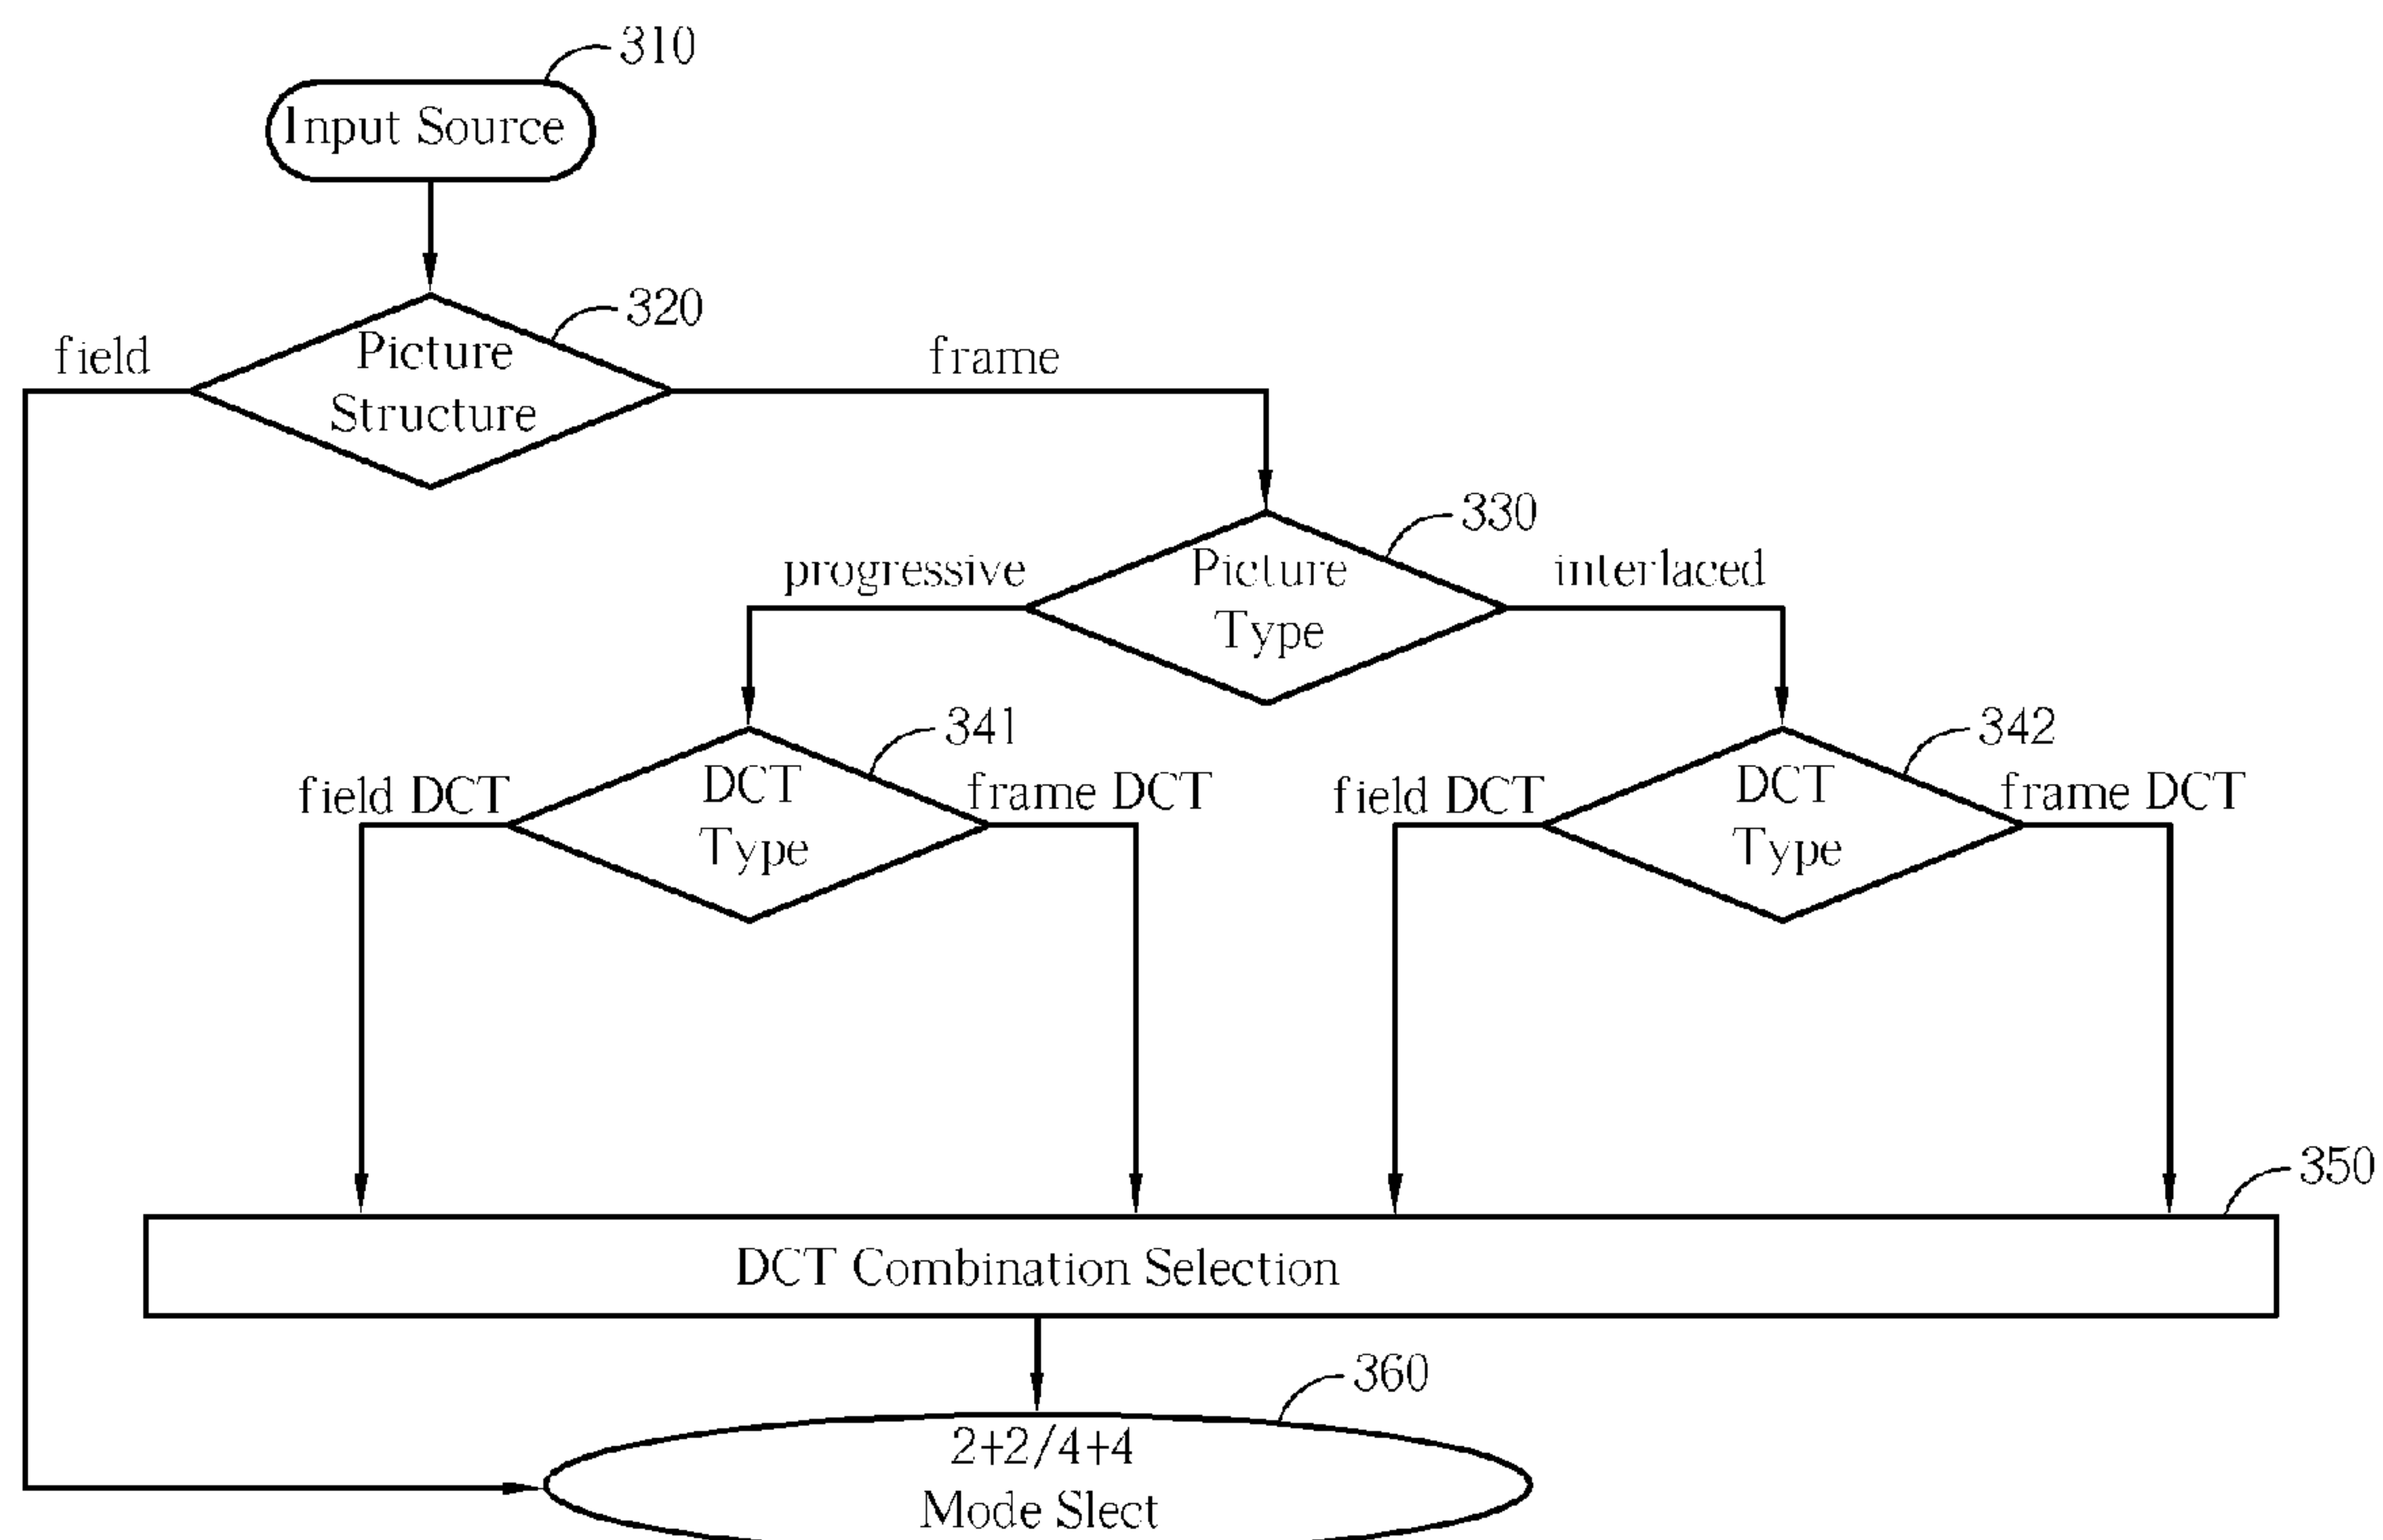 310
Input Source
320
field
Picture
Structure
frame
330
progressive
Picture
Type
interlaced
341
342
field DCT
DCT
Type
frame DCT
field DCT
DCT
Type
frame DCT
350
DCT Combination Selection
360
2+2/4+4
Mode Slect